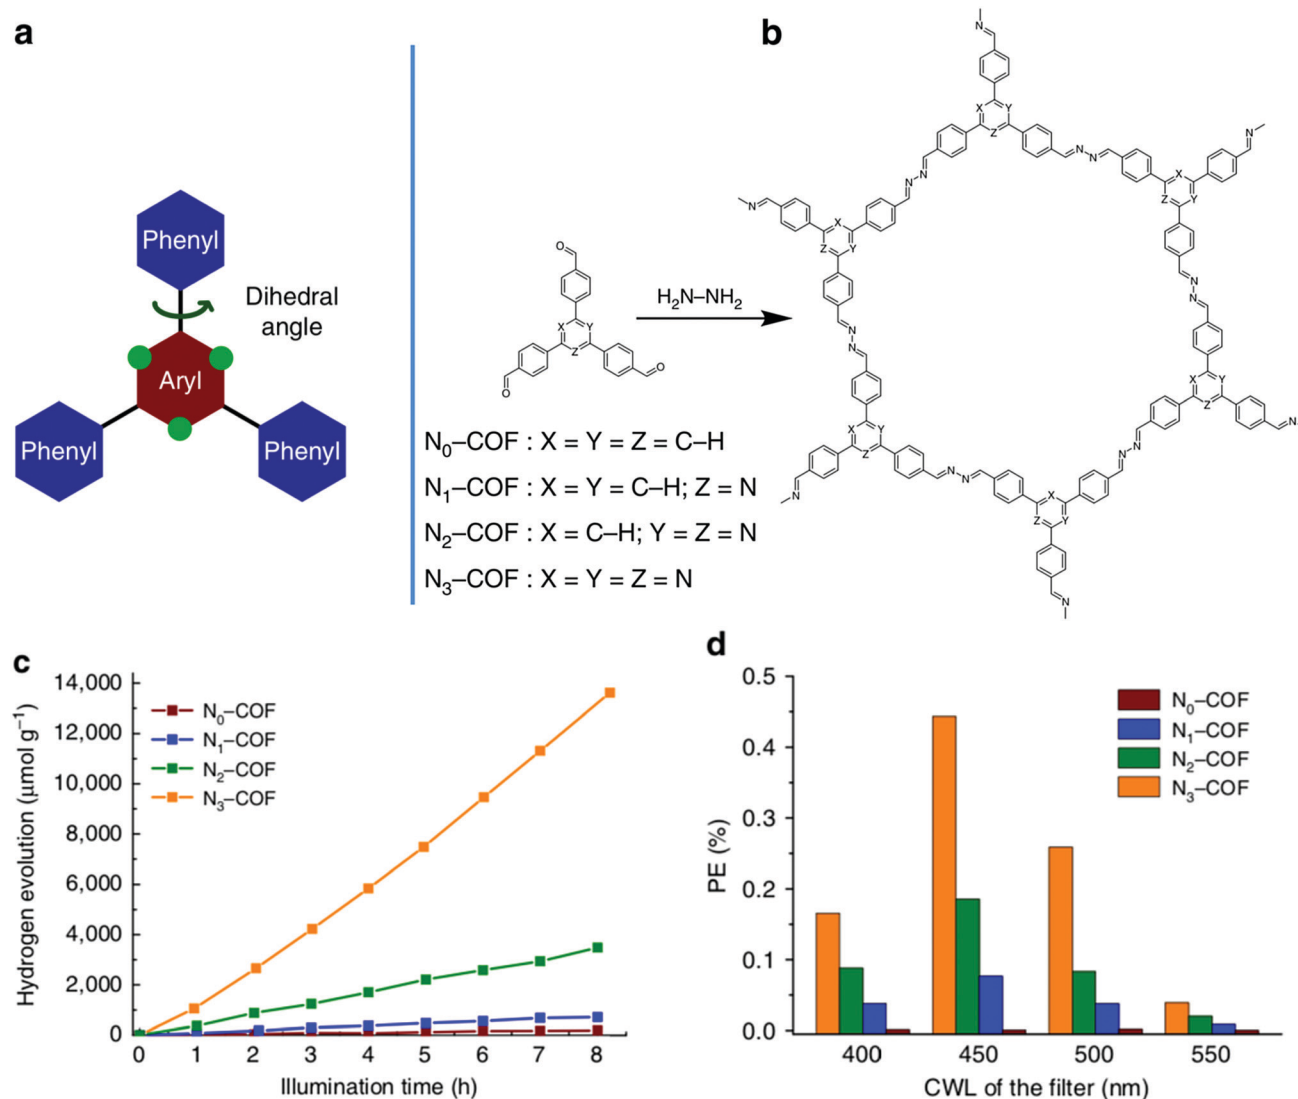 a
Phenyl
Dihedral
angle
Aryl
Phenyl
Phenyl
O
X
Y
Z
O
O
H₂N–NH₂
N₀–COF : X = Y = Z = C–H
N₁–COF : X = Y = C–H; Z = N
N₂–COF : X = C–H; Y = Z = N
N₃–COF : X = Y = Z = N
b
N
X
Y
Z
N
N
N
N
N
X
Z
Y
N
X
Z
Y
N
N
N
N
N
X
Y
Z
N
X
Y
Z
N
N
N
N
N
X
Z
Y
N
c
Hydrogen evolution (μmol g⁻¹)
14,000
12,000
10,000
8,000
6,000
4,000
2,000
0
N₀–COF
N₁–COF
N₂–COF
N₃–COF
0 1 2 3 4 5 6 7 8
Illumination time (h)
d
PE (%)
0.5
0.4
0.3
0.2
0.1
0.0
N₀–COF
N₁–COF
N₂–COF
N₃–COF
400 450 500 550
CWL of the filter (nm)